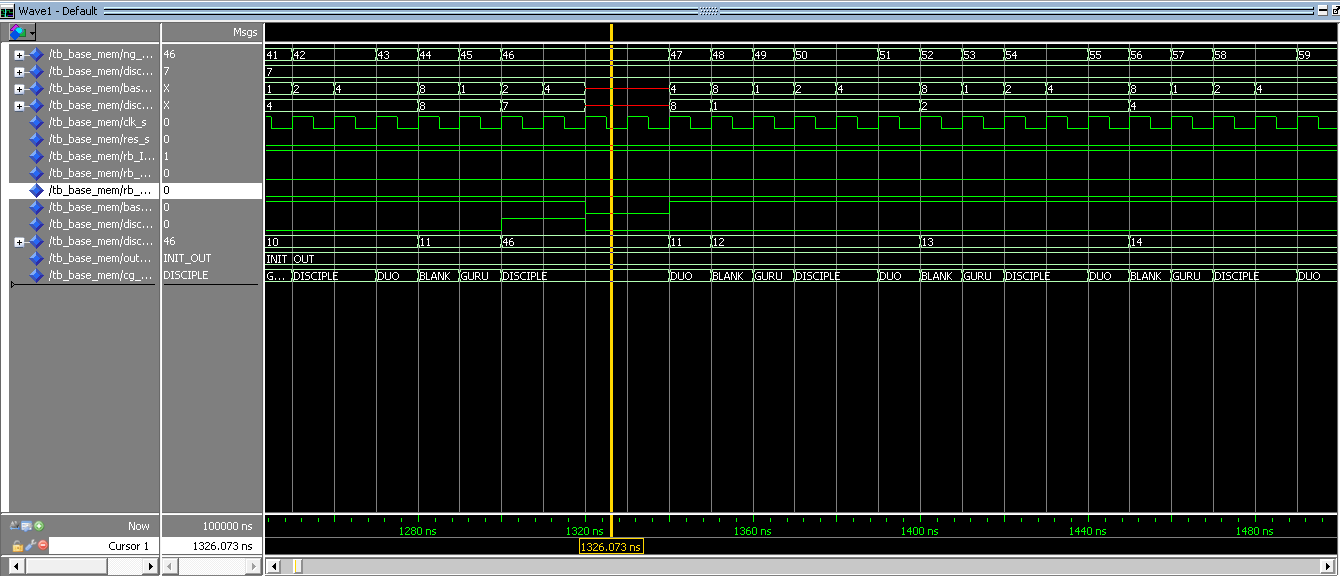 Wave1 - Default
Msgs
/tb_base_mem/ng_... 46 41 42 43 44 45 46 47 48 49 50 51 52 53 54 55 56 57 58 59
/tb_base_mem/disc... 7 7
/tb_base_mem/bas... X 1 2 4 8 1 2 4 4 8 1 2 4 8 1 2 4 8 1 2 4
/tb_base_mem/disc... X 4 8 7 8 1 2 4
/tb_base_mem/clk_s 0
/tb_base_mem/res_s 0
/tb_base_mem/rb_I... 1
/tb_base_mem/rb_... 0
/tb_base_mem/rb_... 0
/tb_base_mem/bas... 0
/tb_base_mem/disc... 0
/tb_base_mem/disc... 46 10 11 46 11 12 13 14
/tb_base_mem/out... INIT_OUT INIT_OUT
/tb_base_mem/cg_... DISCIPLE G... DISCIPLE DUO BLANK GURU DISCIPLE DUO BLANK GURU DISCIPLE DUO BLANK GURU DISCIPLE DUO BLANK GURU DISCIPLE DUO
Now 100000 ns 1280 ns 1320 ns 1360 ns 1400 ns 1440 ns 1480 ns
Cursor 1 1326.073 ns 1326.073 ns